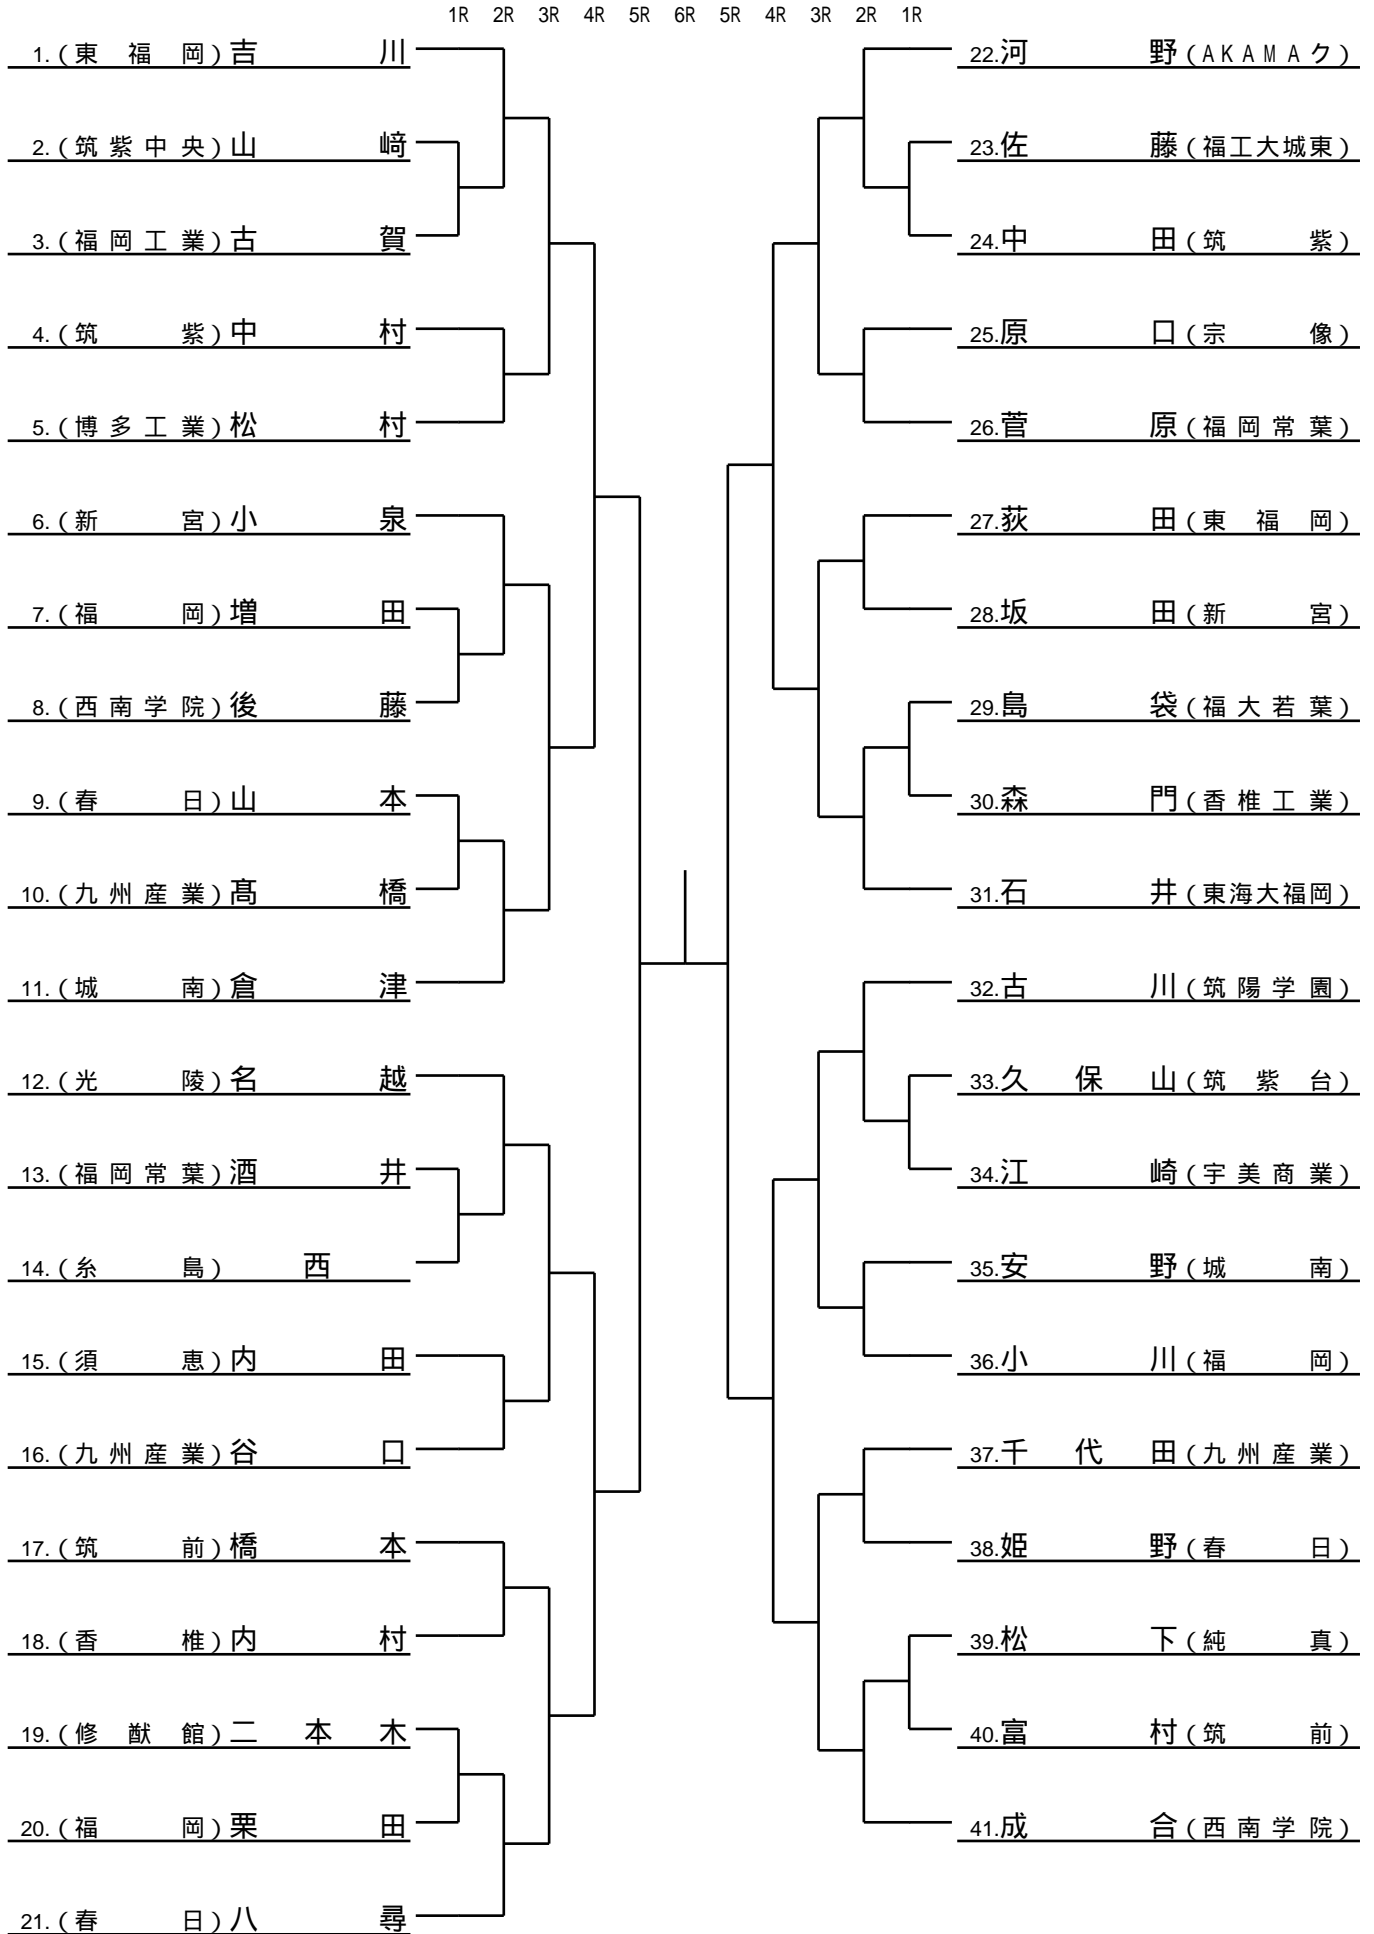 1R 2R 3R 4R 5R 6R 5R 4R 3R 2R 1R
1.(東福岡)吉川
2.(筑紫中央)山﨑
3.(福岡工業)古賀
4.(筑紫)中村
5.(博多工業)松村
6.(新宮)小泉
7.(福岡)増田
8.(西南学院)後藤
9.(春日)山本
10.(九州産業)髙橋
11.(城南)倉津
12.(光陵)名越
13.(福岡常葉)酒井
14.(糸島)西
15.(須恵)内田
16.(九州産業)谷口
17.(筑前)橋本
18.(香椎)内村
19.(修猷館)二本木
20.(福岡)栗田
21.(春日)八尋
22.河野(AKAMAク)
23.佐藤(福工大城東)
24.中田(筑紫)
25.原口(宗像)
26.菅原(福岡常葉)
27.荻田(東福岡)
28.坂田(新宮)
29.島袋(福大若葉)
30.森門(香椎工業)
31.石井(東海大福岡)
32.古川(筑陽学園)
33.久保山(筑紫台)
34.江崎(宇美商業)
35.安野(城南)
36.小川(福岡)
37.千代田(九州産業)
38.姫野(春日)
39.松下(純真)
40.富村(筑前)
41.成合(西南学院)